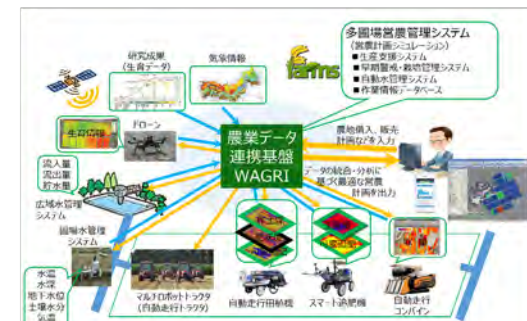 多圃場営農管理システム
(営農計画シミュレーション)
■生産支援システム
■早期警戒・栽培管理システム
■自動水管理システム
■作業情報データベース
farms
研究成果
(生育データ)
気象情報
生育情報
ドローン
農業データ
連携基盤
WAGRI
農地借入、販売
計画などを入力
データの統合・分析に
基づく最適な営農
計画を出力
流入量
流出量
貯水量
広域水管理
システム
圃場水管理
システム
水温
水深
地下水位
土壌水分
気温
マルチロボットトラクタ
(自動走行トラクタ)
自動走行田植機
スマート追肥機
自動走行
コンバイン